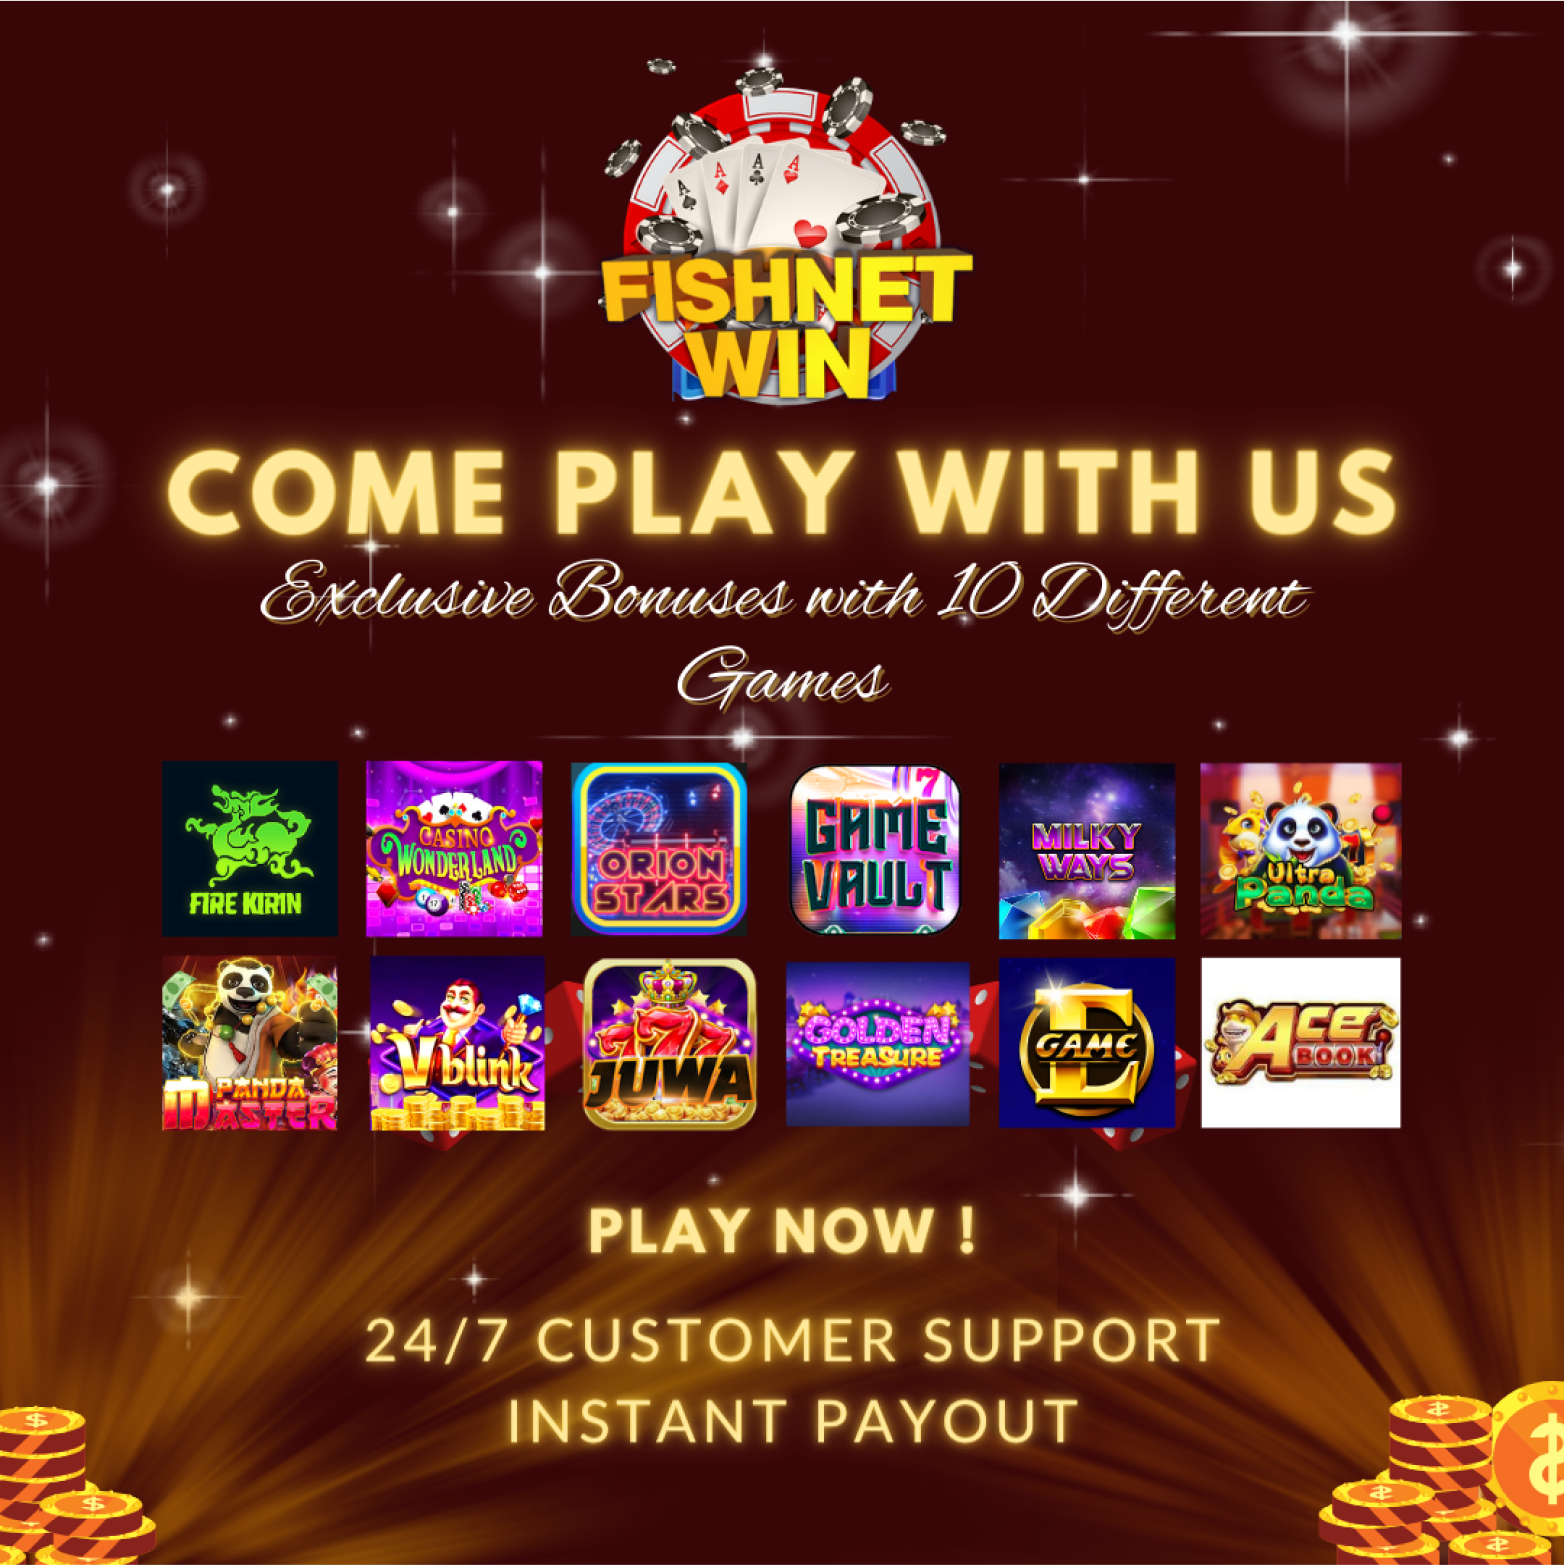 A A A A
FISHNET
WIN
COME PLAY WITH US
Exclusive Bonuses with 10 Different
Games
FIRE KIRIN
CASINO
WONDERLAND
ORION
STARS
7
GAME
VAULT
MILKY
WAYS
Ultra
Panda
PANDA
MASTER
Vblink
777
JUWA
GOLDEN
TREASURE
E
GAME
ACE
BOOK
PLAY NOW !
24/7 CUSTOMER SUPPORT
INSTANT PAYOUT